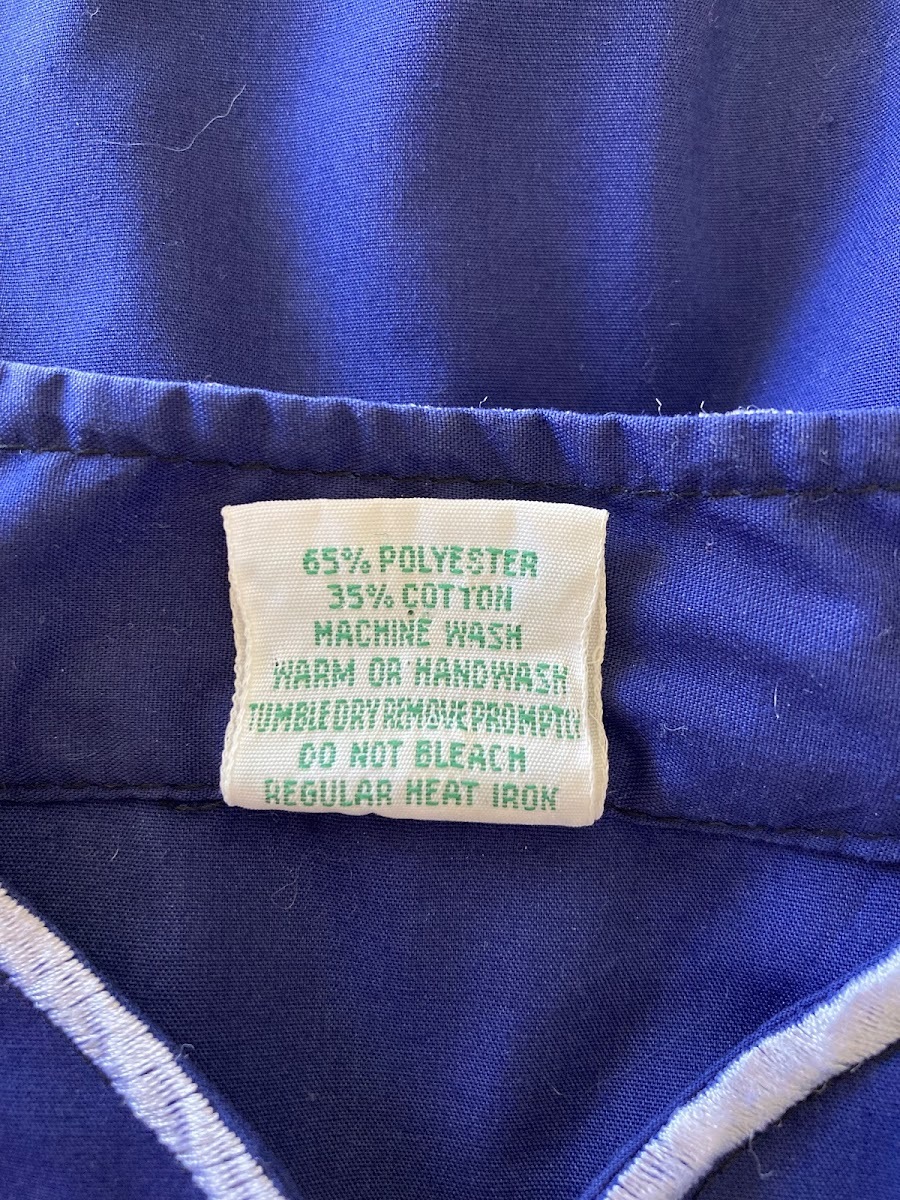 65% POLYESTER
35% COTTON
MACHINE WASH
WARM OR HANDWASH
TUMBLE DRY REMOVE PROMPTLY
DO NOT BLEACH
REGULAR HEAT IRON